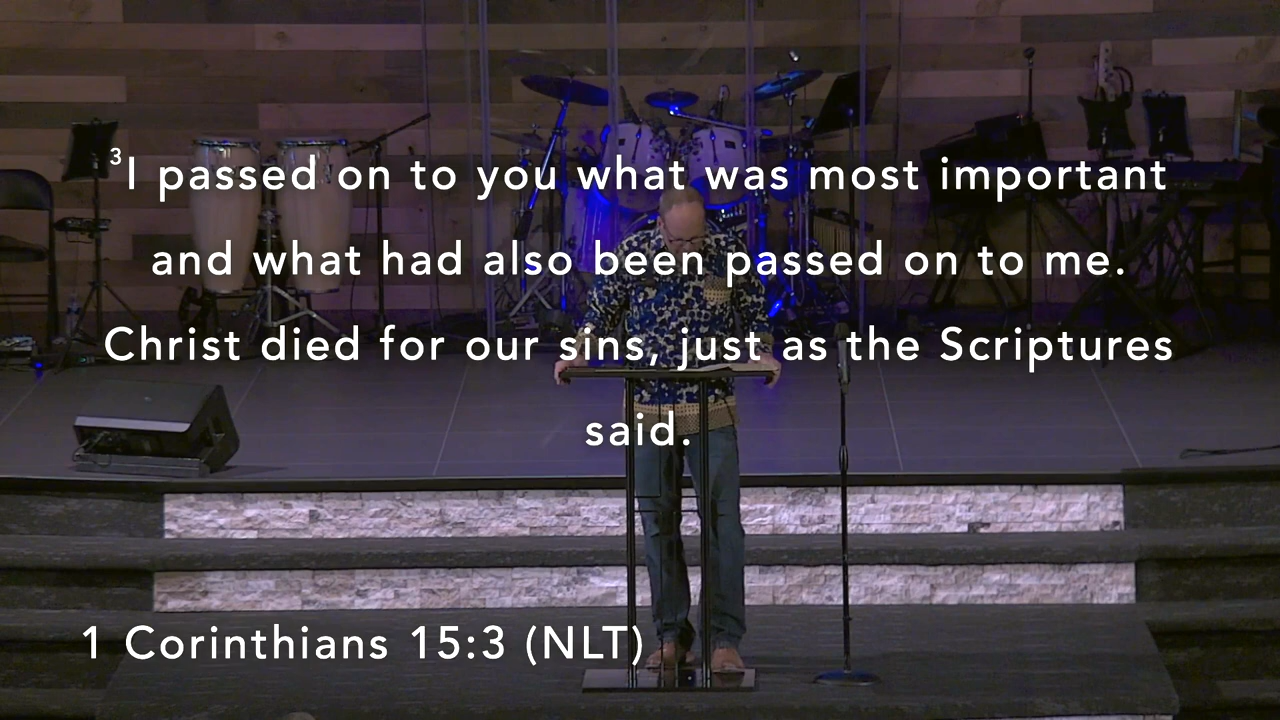 ³I passed on to you what was most important
and what had also been passed on to me.
Christ died for our sins, just as the Scriptures
said.
1 Corinthians 15:3 (NLT)